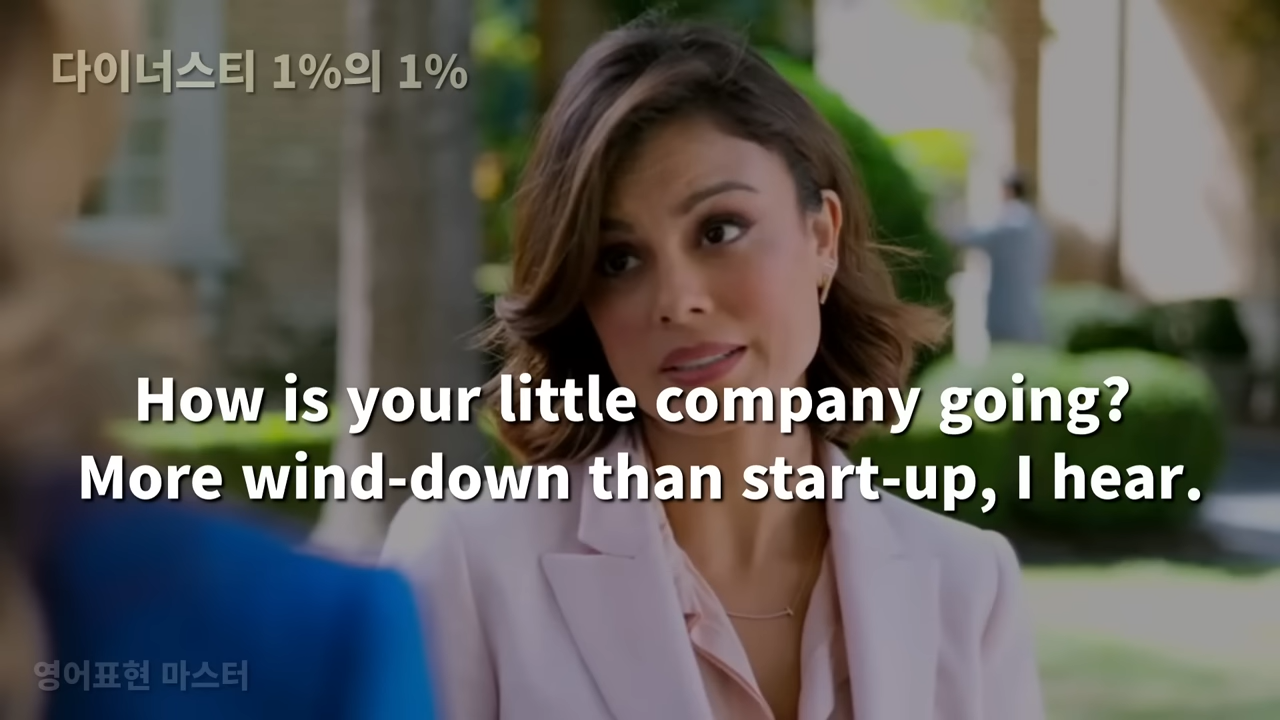 다이너스티 1%의 1%
How is your little company going?
More wind-down than start-up, I hear.
영어표현 마스터